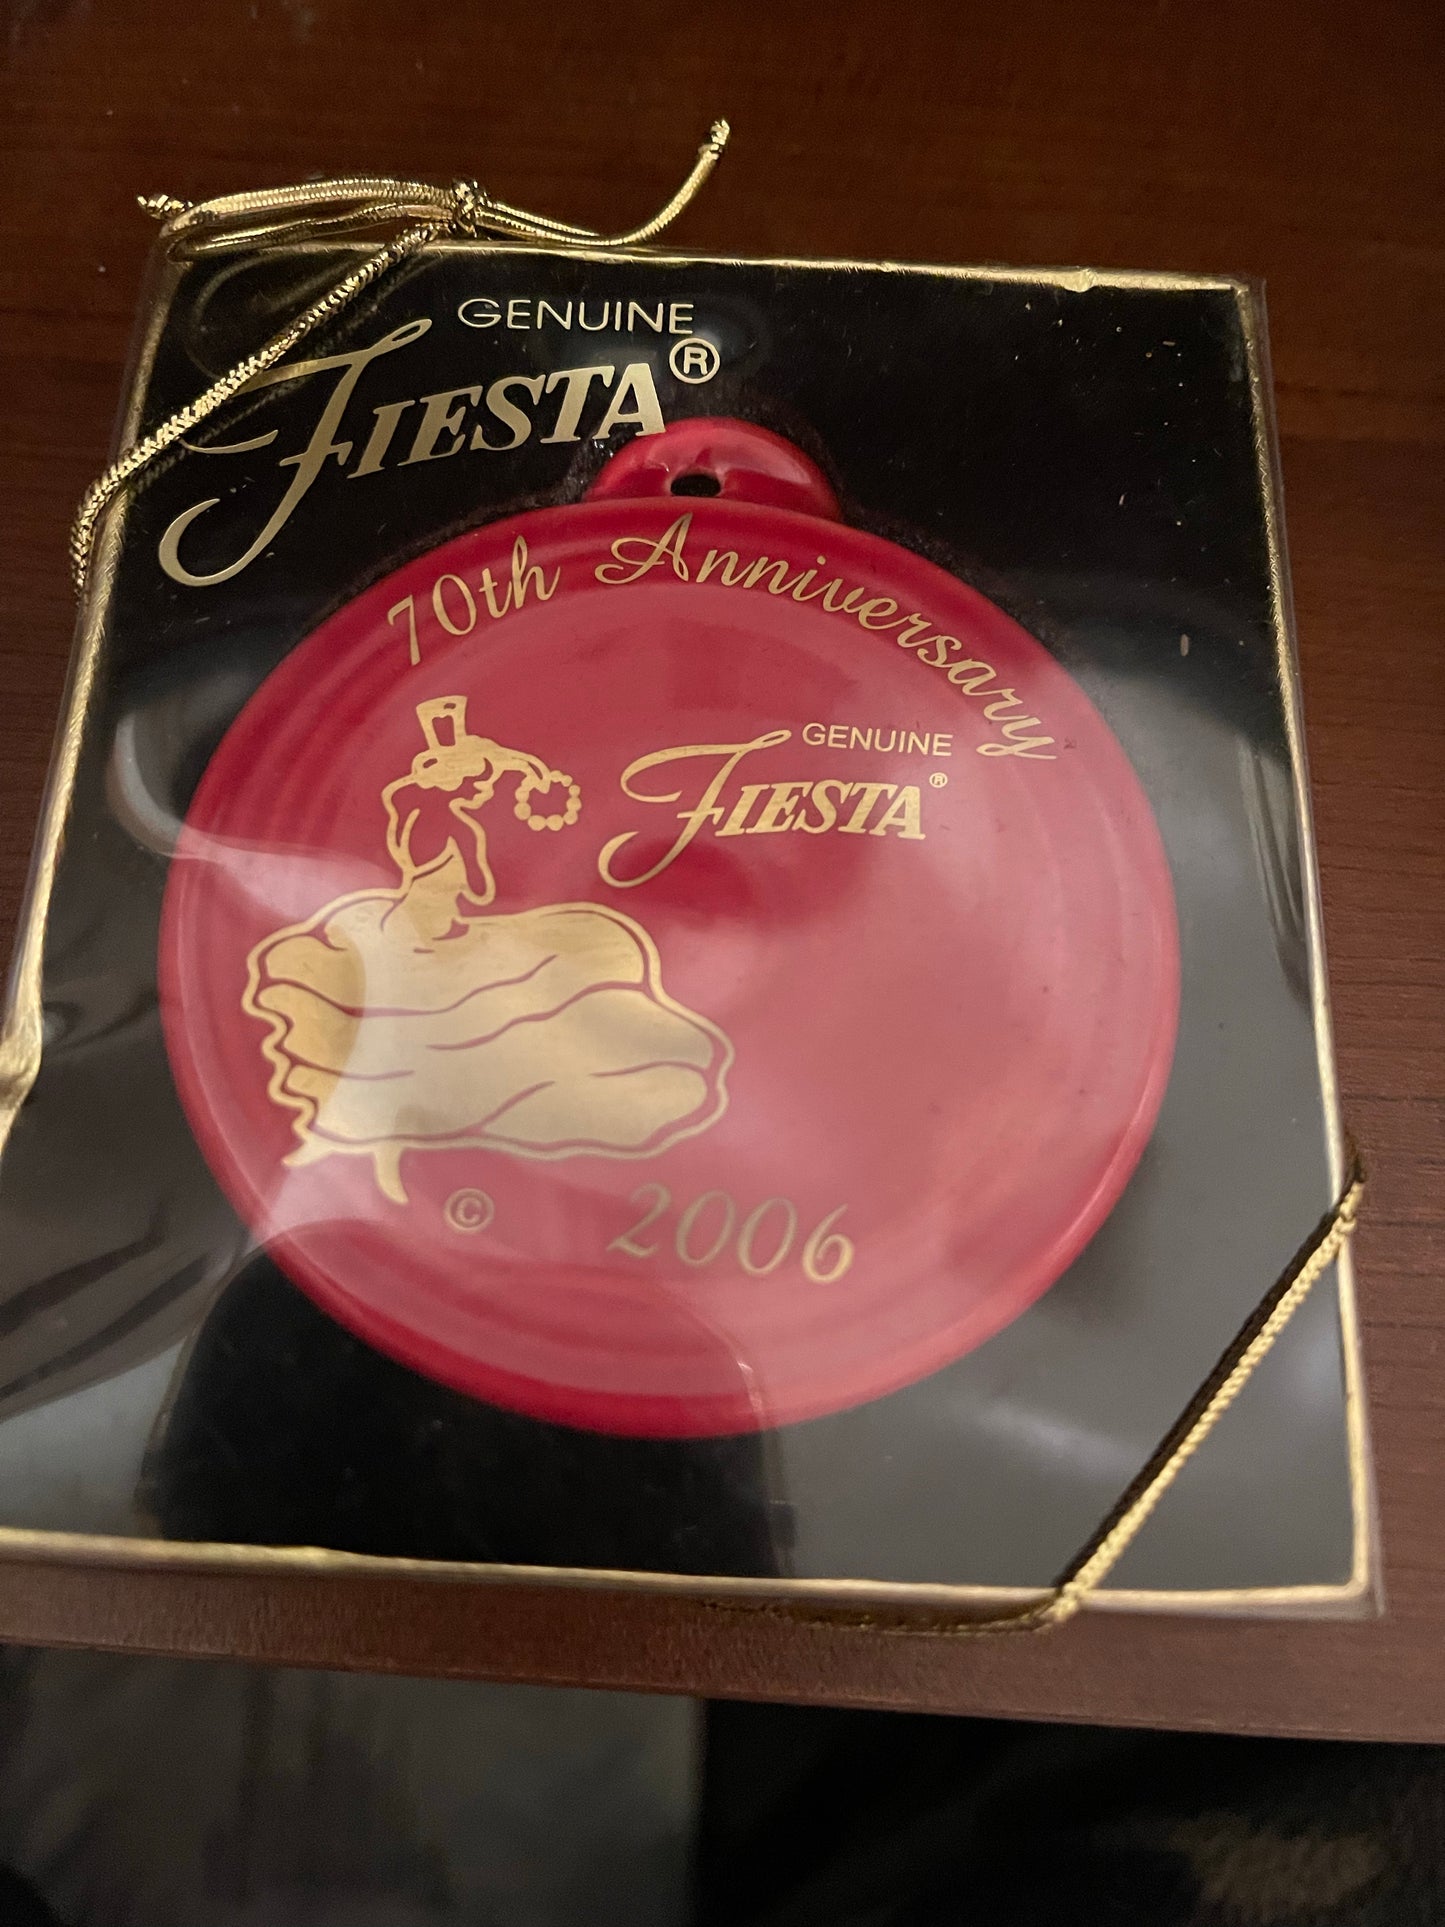 GENUINE
FIESTA®
70th Anniversary
GENUINE
FIESTA®
© 2006